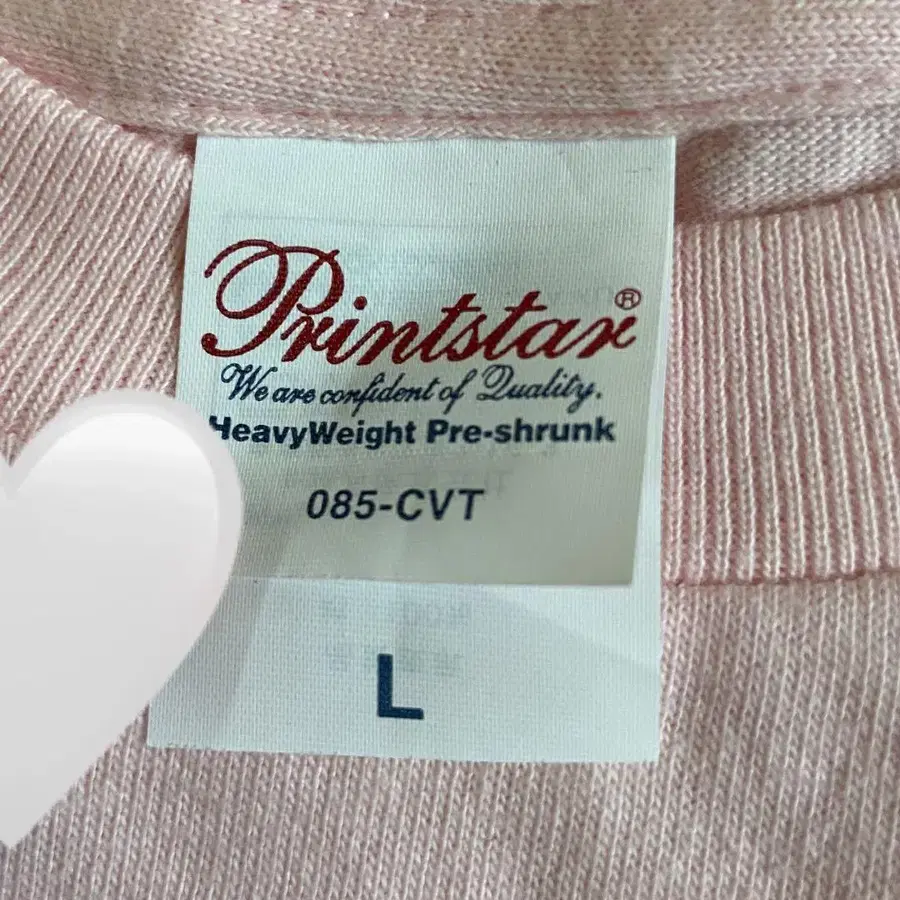 Printstar®
We are confident of Quality.
HeavyWeight Pre-shrunk
085-CVT
L